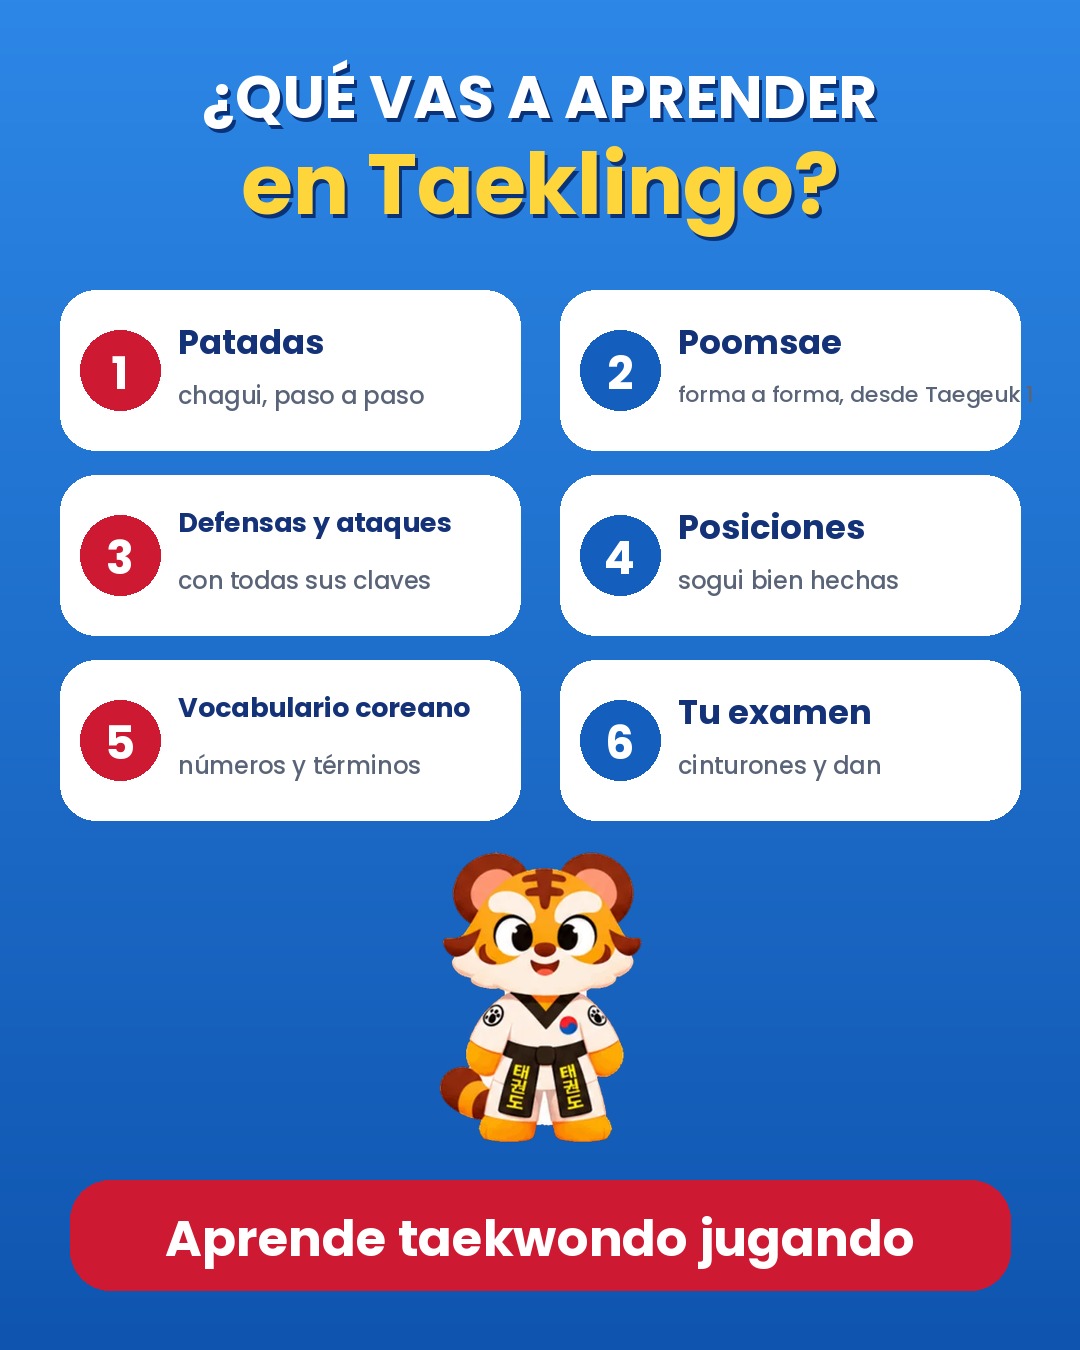 ¿QUÉ VAS A APRENDER
en Taeklingo?
1
Patadas
chagui, paso a paso
2
Poomsae
forma a forma, desde Taegeuk 1
3
Defensas y ataques
con todas sus claves
4
Posiciones
sogui bien hechas
5
Vocabulario coreano
números y términos
6
Tu examen
cinturones y dan
태권도 태권도
Aprende taekwondo jugando